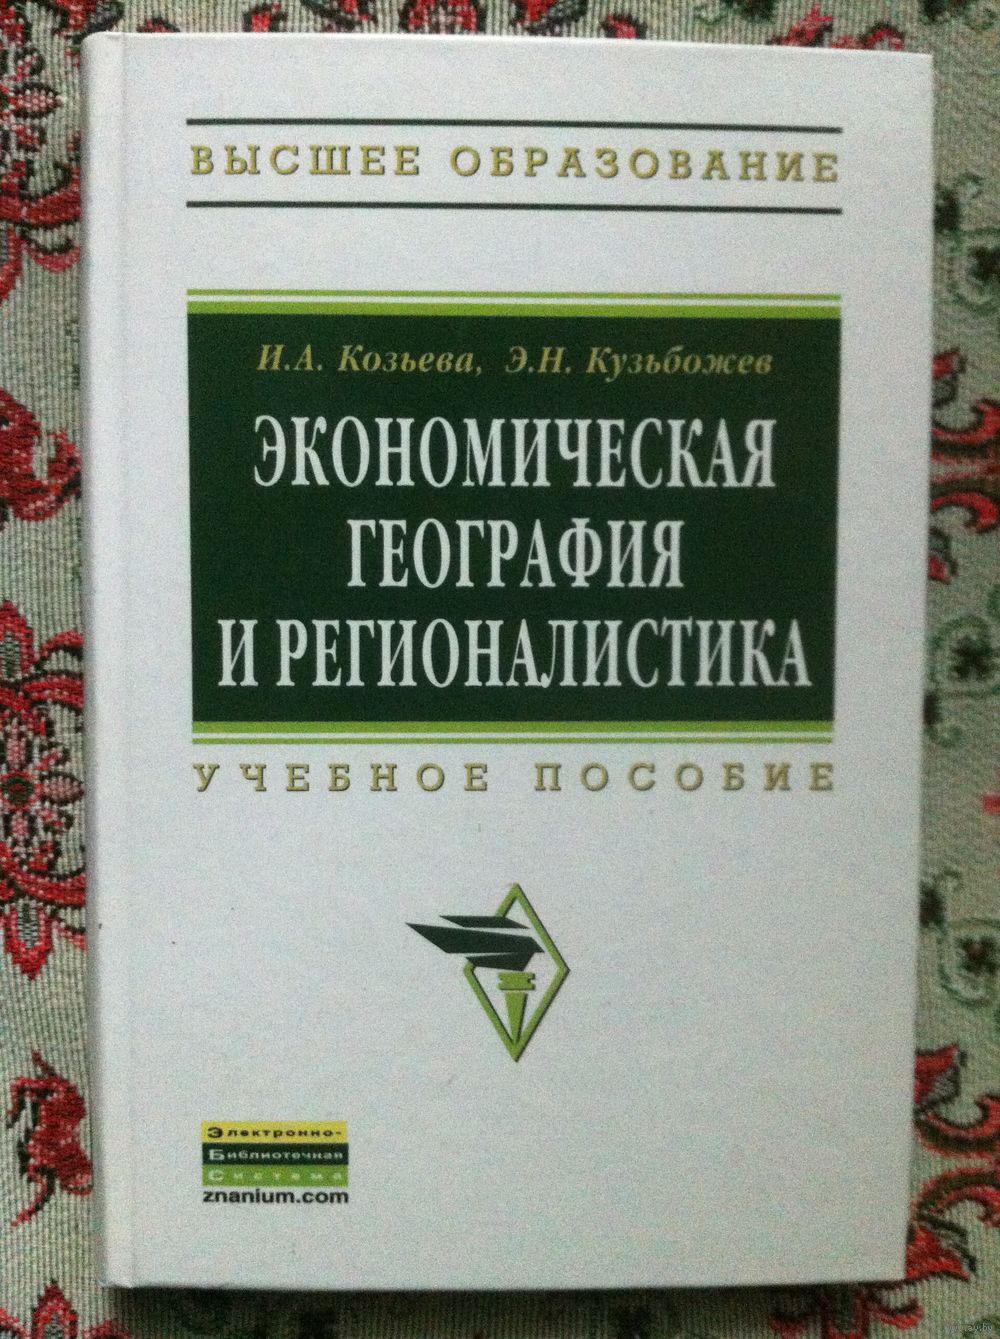 ВЫСШЕЕ ОБРАЗОВАНИЕ
И.А. Козьева, Э.Н. Кузьбожев
ЭКОНОМИЧЕСКАЯ
ГЕОГРАФИЯ
И РЕГИОНАЛИСТИКА
УЧЕБНОЕ ПОСОБИЕ
Электронно-
Библиотечная
Система
znanium.com